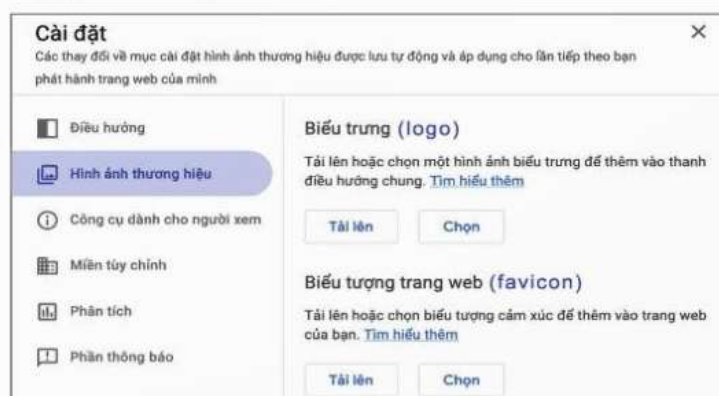 Cài đặt
Các thay đổi về mục cài đặt hình ảnh thương hiệu được lưu tự động và áp dụng cho lần tiếp theo bạn
phát hành trang web của mình
Điều hướng
Hình ảnh thương hiệu
Công cụ dành cho người xem
Miền tùy chỉnh
Phân tích
Phần thông báo
Biểu trưng (logo)
Tải lên hoặc chọn một hình ảnh biểu trưng để thêm vào thanh
điều hướng chung. Tìm hiểu thêm
Tải lên Chọn
Biểu tượng trang web (favicon)
Tải lên hoặc chọn biểu tượng cảm xúc để thêm vào trang web
của bạn. Tìm hiểu thêm
Tải lên Chọn